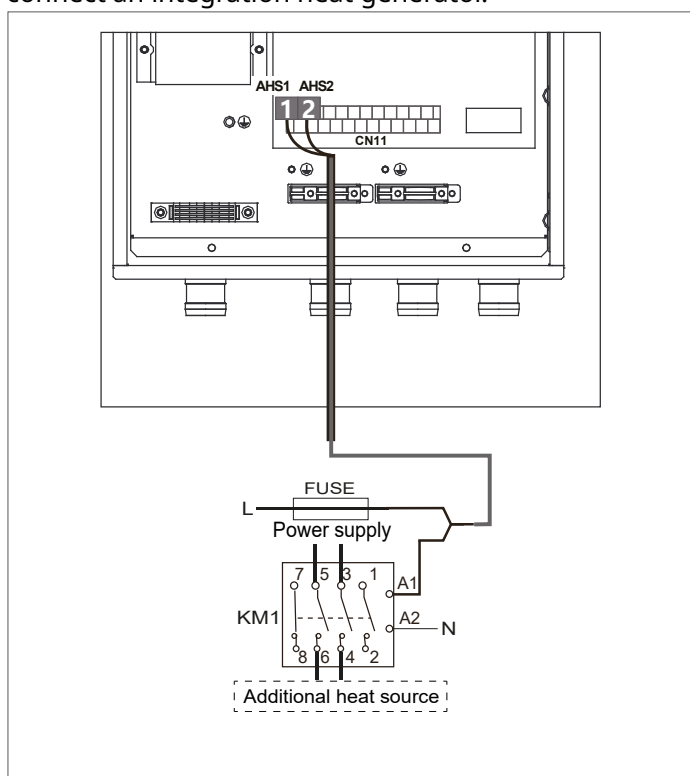 connect an integration heat generator.
AHS1 AHS2
1 2
CN11
FUSE
L
Power supply
7 5 3 1 A1
KM1 A2 N
8 6 4 2
Additional heat source